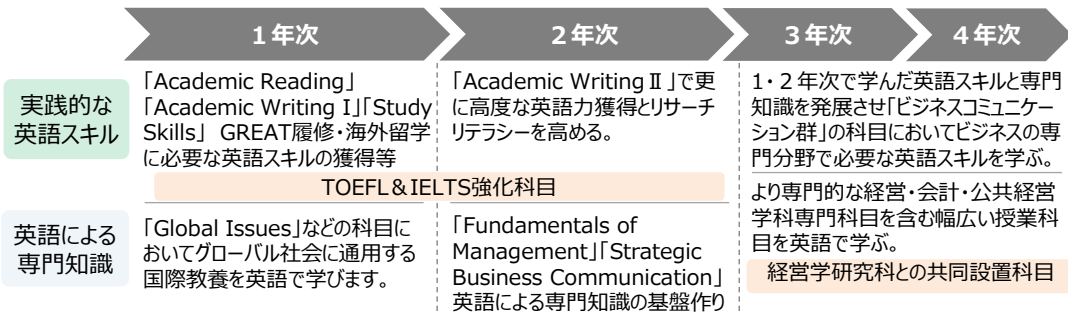 1年次
2年次
3年次
4年次
実践的な
英語スキル
「Academic Reading」
「Academic Writing I」「Study
Skills」 GREAT履修・海外留学
に必要な英語スキルの獲得等
「Academic Writing Ⅱ」で更
に高度な英語力獲得とリサーチ
リテラシーを高める。
1・2年次で学んだ英語スキルと専門
知識を発展させ「ビジネスコミュニケー
ション群」の科目においてビジネスの専
門分野で必要な英語スキルを学ぶ。
TOEFL&IELTS強化科目
英語による
専門知識
「Global Issues」などの科目に
おいてグローバル社会に通用する
国際教養を英語で学びます。
「Fundamentals of
Management」「Strategic
Business Communication」
英語による専門知識の基盤作り
より専門的な経営・会計・公共経営
学科専門科目を含む幅広い授業科
目を英語で学ぶ。
経営学研究科との共同設置科目